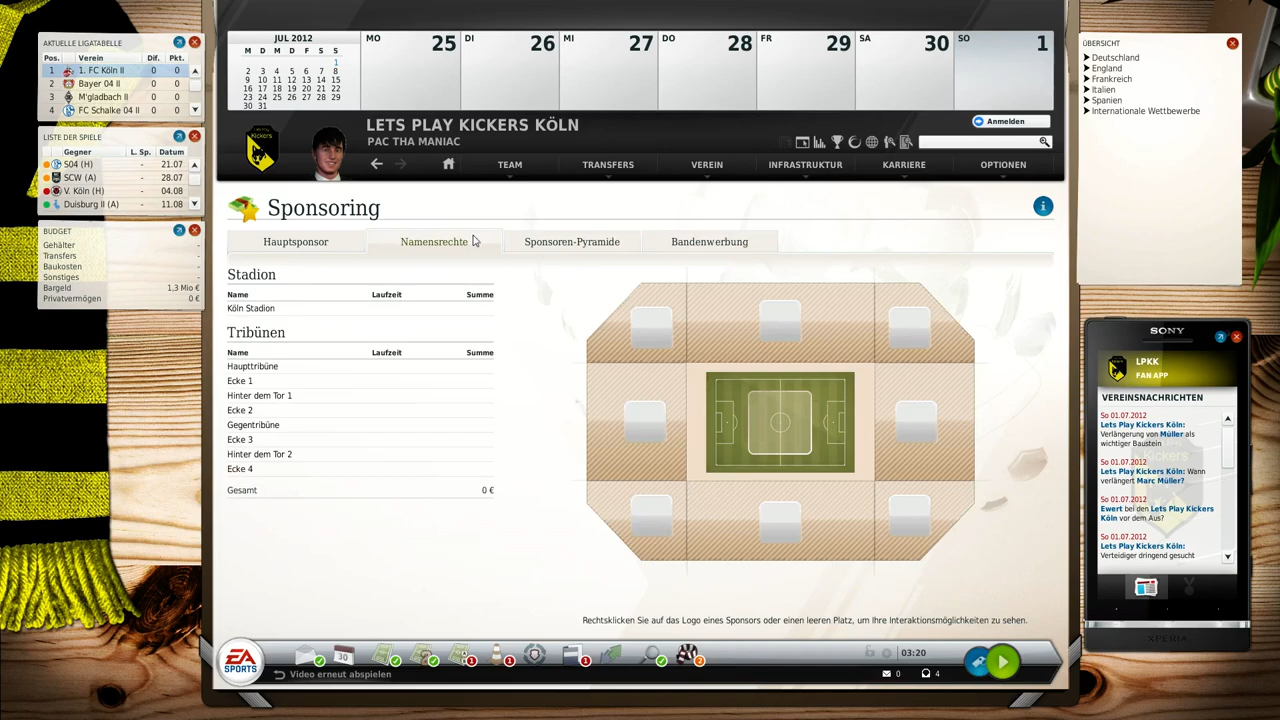 AKTUELLE LIGATABELLE
Pos. Verein Dif. Pkt.
1 1. FC Köln II 0 0
2 Bayer 04 II 0 0
3 M'gladbach II 0 0
4 FC Schalke 04 II 0 0
LISTE DER SPIELE
Gegner L. Sp. Datum
S04 (H) - 21.07
SCW (A) - 28.07
V. Köln (H) - 04.08
Duisburg II (A) - 11.08
BUDGET
Gehälter -
Transfers -
Baukosten -
Sonstiges -
Bargeld 1,3 Mio €
Privatvermögen 0 €
JUL 2012
M D M D F S S
1
2 3 4 5 6 7 8
9 10 11 12 13 14 15
16 17 18 19 20 21 22
23 24 25 26 27 28 29
30 31
MO 25 DI 26 MI 27 DO 28 FR 29 SA 30 SO 1
Kickers
LETS PLAY KICKERS KÖLN
PAC THA MANIAC
Anmelden
TEAM TRANSFERS VEREIN INFRASTRUKTUR KARRIERE OPTIONEN
Sponsoring
i
Hauptsponsor Namensrechte Sponsoren-Pyramide Bandenwerbung
Stadion
Name Laufzeit Summe
Köln Stadion
Tribünen
Name Laufzeit Summe
Haupttribüne
Ecke 1
Hinter dem Tor 1
Ecke 2
Gegentribüne
Ecke 3
Hinter dem Tor 2
Ecke 4
Gesamt 0 €
Rechtsklicken Sie auf das Logo eines Sponsors oder einen leeren Platz, um Ihre Interaktionsmöglichkeiten zu sehen.
EA
SPORTS
30
1 1 1 2
03:20
Video erneut abspielen
0 4
ÜBERSICHT
Deutschland
England
Frankreich
Italien
Spanien
Internationale Wettbewerbe
SONY
LPKK
FAN APP
VEREINSNACHRICHTEN
So 01.07.2012
Lets Play Kickers Köln:
Verlängerung von Müller als
wichtiger Baustein
So 01.07.2012
Lets Play Kickers Köln: Wann
verlängert Marc Müller?
So 01.07.2012
Ewert bei den Lets Play Kickers
Köln vor dem Aus?
So 01.07.2012
Lets Play Kickers Köln:
Verteidiger dringend gesucht
XPERIA